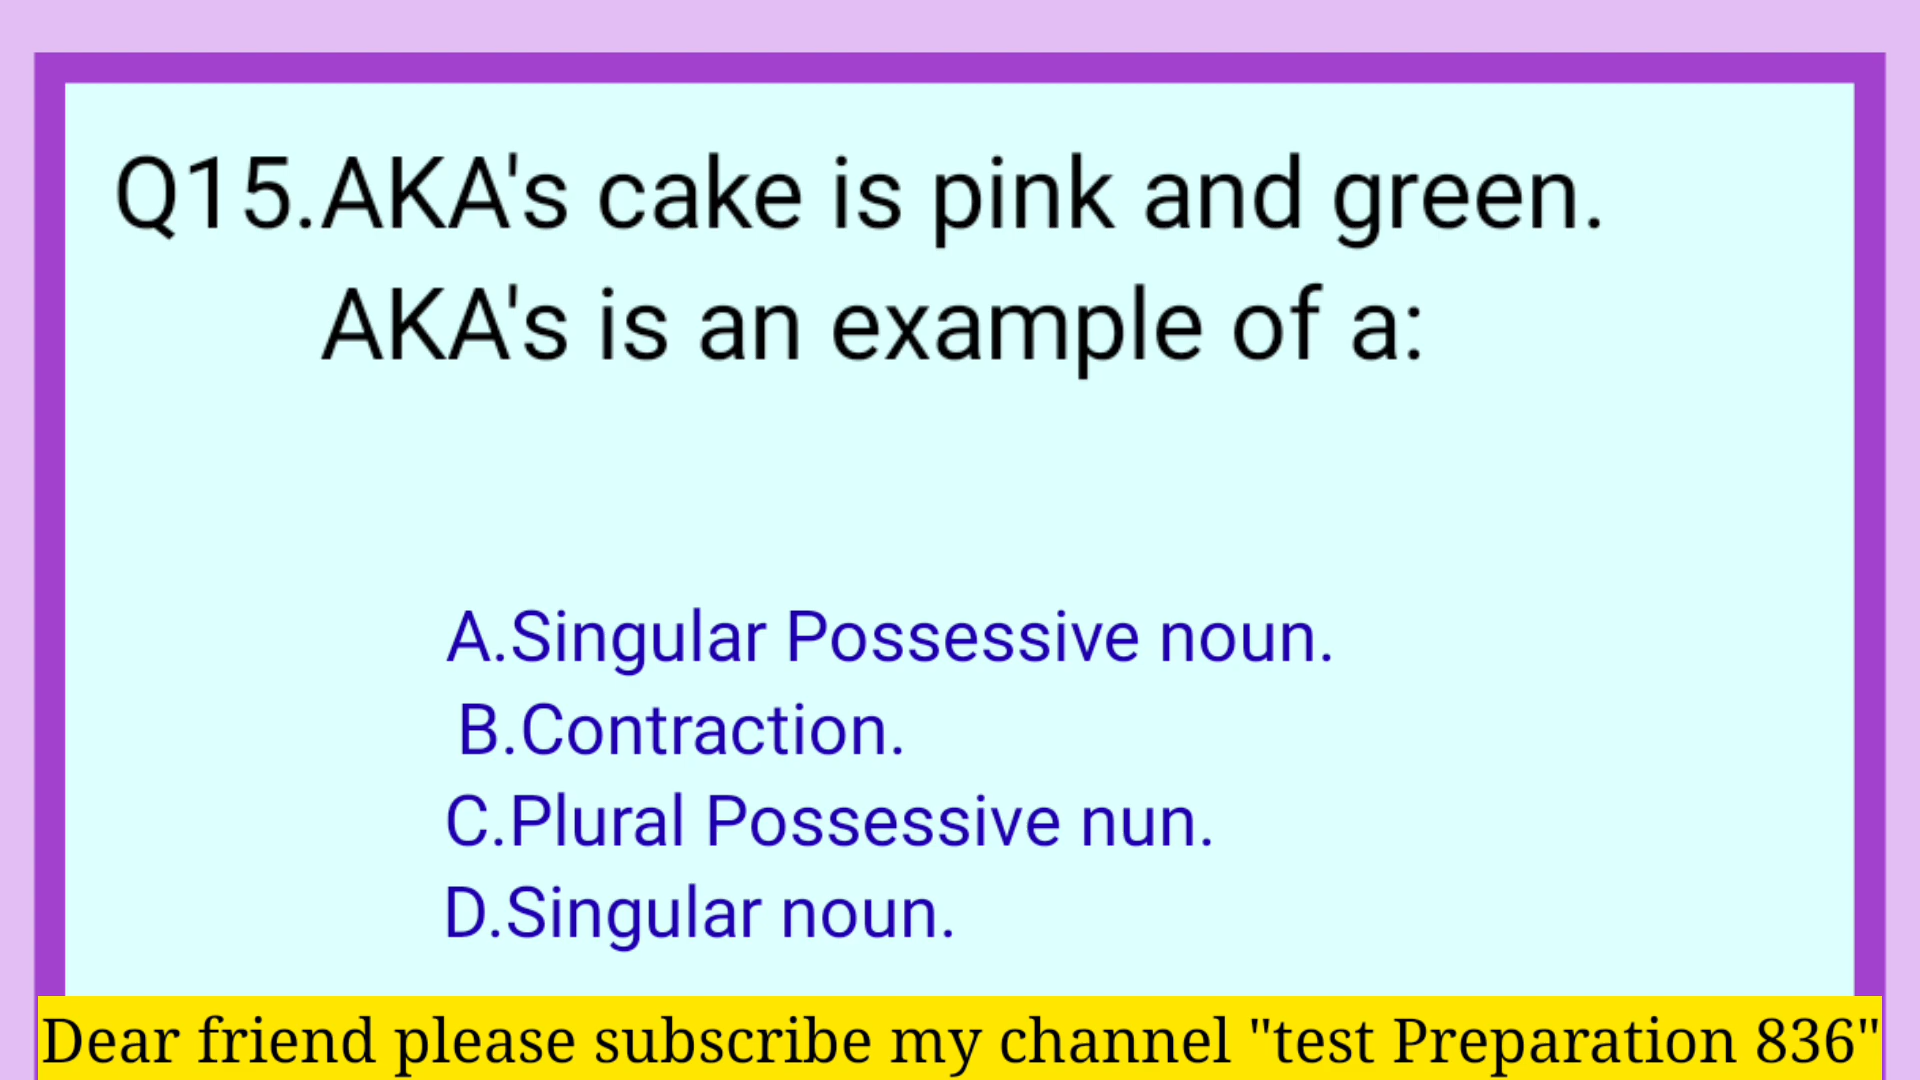 Q15.AKA's cake is pink and green.
AKA's is an example of a:
A.Singular Possessive noun.
B.Contraction.
C.Plural Possessive nun.
D.Singular noun.
Dear friend please subscribe my channel "test Preparation 836"